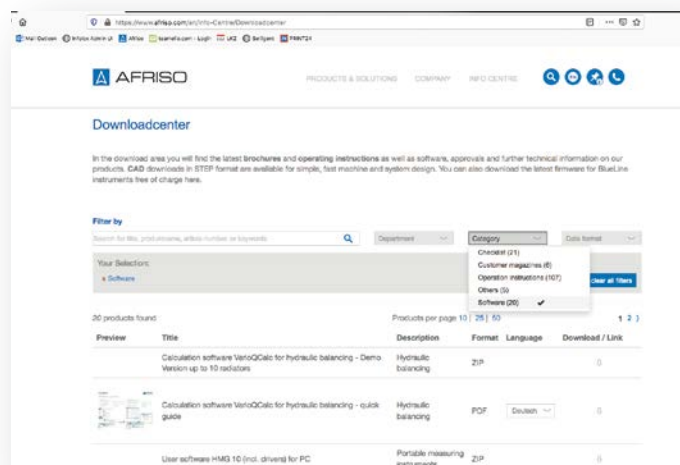 https://www.afriso.com/en/Info-Centre/Downloadcenter
AFRISO
PRODUCTS & SOLUTIONS COMPANY INFO CENTRE
Downloadcenter
In the download area you will find the latest brochures and operating instructions as well as software, approvals and further technical information on our
products. CAD downloads in STEP format are available for simple, fast machine and system design. You can also download the latest firmware for BlueLine
instruments free of charge here.
Filter by
Search for title, productname, article number or keywords Department Category Data format
Your Selection:
x Software
Checklist (21)
Customer magazines (6)
Operation instructions (107)
Others (5)
Software (20)
clear all filters
20 products found Products per page 10 | 25 | 50 1 2
Preview Title Description Format Language Download / Link
Calculation software VarioQCalc for hydraulic balancing - Demo
Version up to 10 radiators
Hydraulic
balancing
ZIP
Calculation software VarioQCalc for hydraulic balancing - quick
guide
Hydraulic
balancing
PDF Deutsch
User software HMG 10 (incl. drivers) for PC
Portable measuring
instruments
ZIP